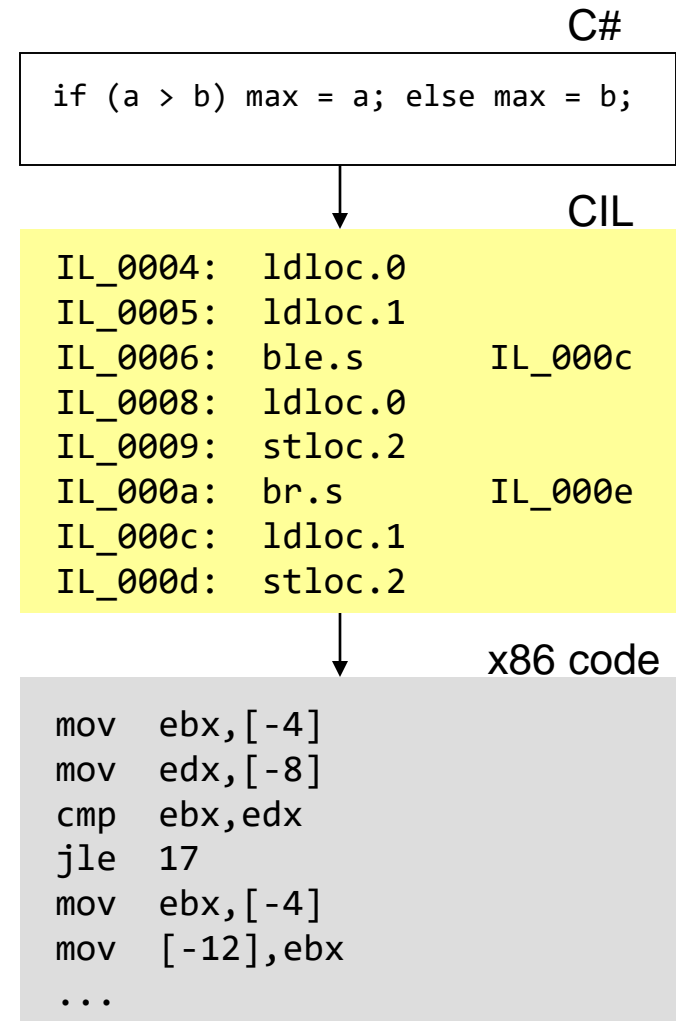 C#
if (a > b) max = a; else max = b;
CIL
IL_0004: ldloc.0
IL_0005: ldloc.1
IL_0006: ble.s IL_000c
IL_0008: ldloc.0
IL_0009: stloc.2
IL_000a: br.s IL_000e
IL_000c: ldloc.1
IL_000d: stloc.2
x86 code
mov ebx,[-4]
mov edx,[-8]
cmp ebx,edx
jle 17
mov ebx,[-4]
mov [-12],ebx
...